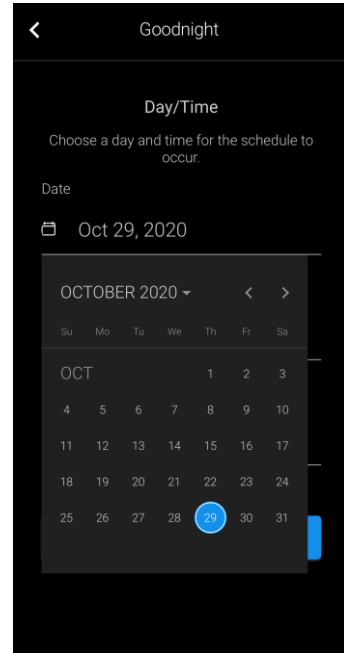 Goodnight
Day/Time
Choose a day and time for the schedule to
occur.
Date
Oct 29, 2020
OCTOBER 2020
Su Mo Tu We Th Fr Sa
OCT 1 2 3
4 5 6 7 8 9 10
11 12 13 14 15 16 17
18 19 20 21 22 23 24
25 26 27 28 29 30 31